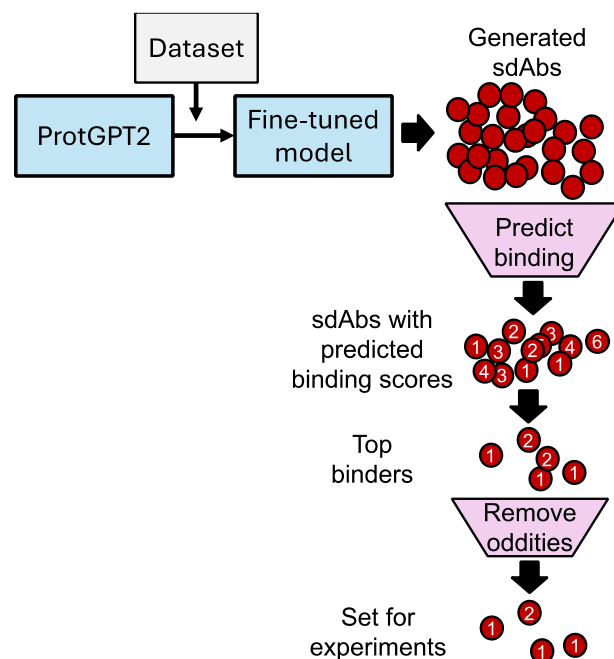 Dataset
Generated
sdAbs
ProtGPT2
Fine-tuned
model
Predict
binding
sdAbs with
predicted
binding scores
1
2
3
3
2
4
6
4
3
1
1
Top
binders
1
2
2
1
1
Remove
oddities
Set for
experiments
1
2
1
1